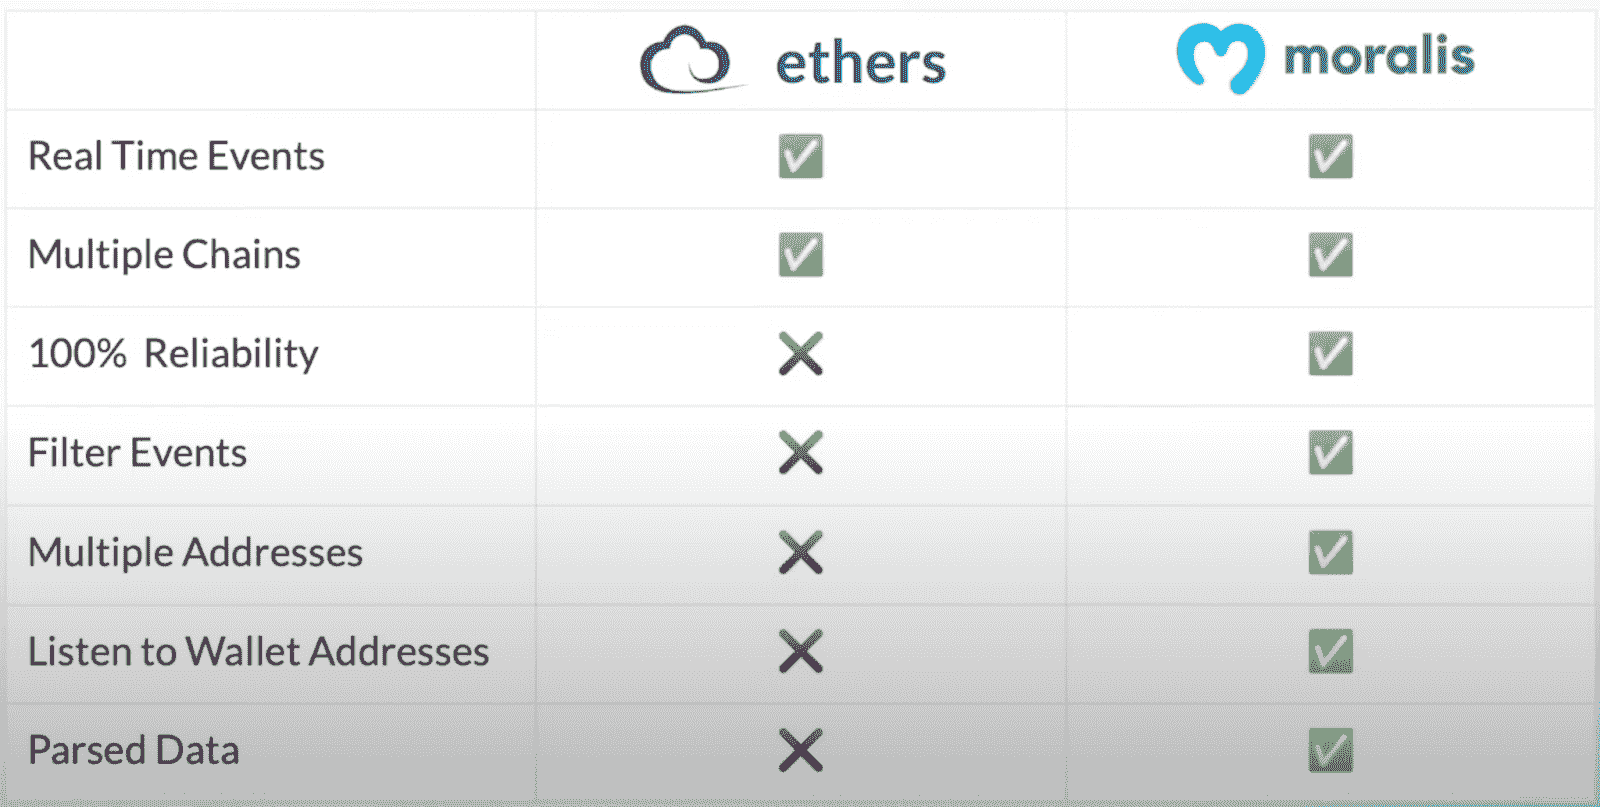 ethers moralis
Real Time Events ✅ ✅
Multiple Chains ✅ ✅
100% Reliability ❌ ✅
Filter Events ❌ ✅
Multiple Addresses ❌ ✅
Listen to Wallet Addresses ❌ ✅
Parsed Data ❌ ✅